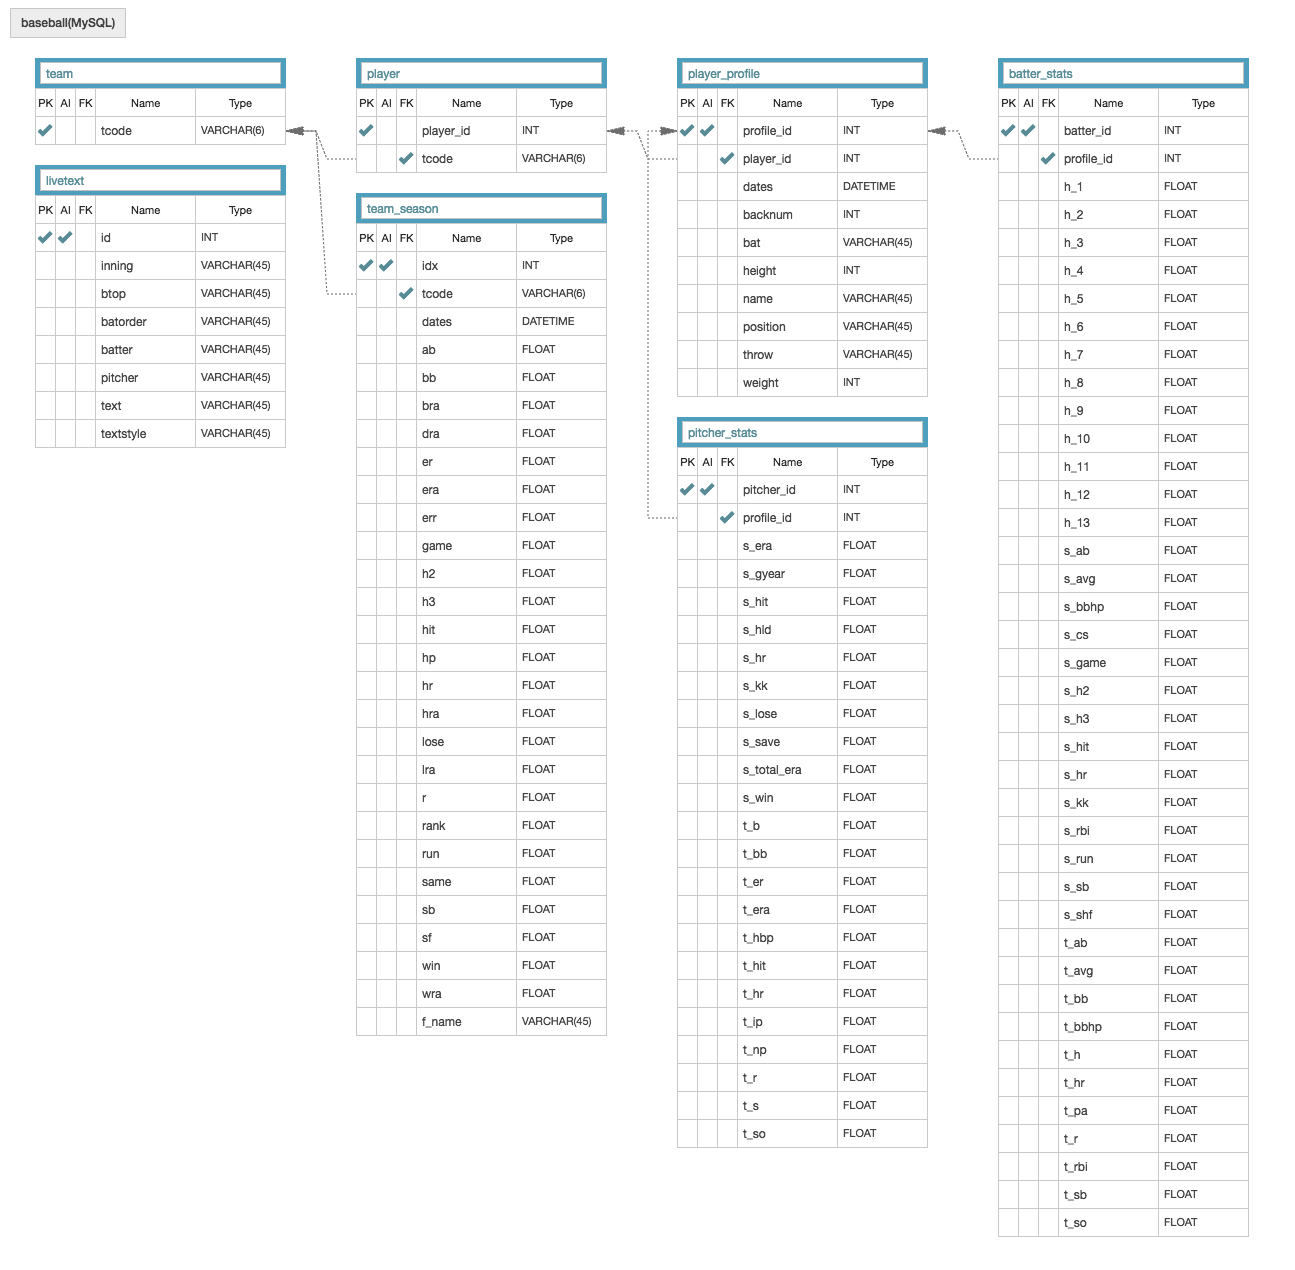 baseball(MySQL)
team
PK AI FK Name Type
tcode VARCHAR(6)
livetext
PK AI FK Name Type
id INT
inning VARCHAR(45)
btop VARCHAR(45)
batorder VARCHAR(45)
batter VARCHAR(45)
pitcher VARCHAR(45)
text VARCHAR(45)
textstyle VARCHAR(45)
player
PK AI FK Name Type
player_id INT
tcode VARCHAR(6)
team_season
PK AI FK Name Type
idx INT
tcode VARCHAR(6)
dates DATETIME
ab FLOAT
bb FLOAT
bra FLOAT
dra FLOAT
er FLOAT
era FLOAT
err FLOAT
game FLOAT
h2 FLOAT
h3 FLOAT
hit FLOAT
hp FLOAT
hr FLOAT
hra FLOAT
lose FLOAT
lra FLOAT
r FLOAT
rank FLOAT
run FLOAT
same FLOAT
sb FLOAT
sf FLOAT
win FLOAT
wra FLOAT
f_name VARCHAR(45)
player_profile
PK AI FK Name Type
profile_id INT
player_id INT
dates DATETIME
backnum INT
bat VARCHAR(45)
height INT
name VARCHAR(45)
position VARCHAR(45)
throw VARCHAR(45)
weight INT
pitcher_stats
PK AI FK Name Type
pitcher_id INT
profile_id INT
s_era FLOAT
s_gyear FLOAT
s_hit FLOAT
s_hld FLOAT
s_hr FLOAT
s_kk FLOAT
s_lose FLOAT
s_save FLOAT
s_total_era FLOAT
s_win FLOAT
t_b FLOAT
t_bb FLOAT
t_er FLOAT
t_era FLOAT
t_hbp FLOAT
t_hit FLOAT
t_hr FLOAT
t_ip FLOAT
t_np FLOAT
t_r FLOAT
t_s FLOAT
t_so FLOAT
batter_stats
PK AI FK Name Type
batter_id INT
profile_id INT
h_1 FLOAT
h_2 FLOAT
h_3 FLOAT
h_4 FLOAT
h_5 FLOAT
h_6 FLOAT
h_7 FLOAT
h_8 FLOAT
h_9 FLOAT
h_10 FLOAT
h_11 FLOAT
h_12 FLOAT
h_13 FLOAT
s_ab FLOAT
s_avg FLOAT
s_bbhp FLOAT
s_cs FLOAT
s_game FLOAT
s_h2 FLOAT
s_h3 FLOAT
s_hit FLOAT
s_hr FLOAT
s_kk FLOAT
s_rbi FLOAT
s_run FLOAT
s_sb FLOAT
s_shf FLOAT
t_ab FLOAT
t_avg FLOAT
t_bb FLOAT
t_bbhp FLOAT
t_h FLOAT
t_hr FLOAT
t_pa FLOAT
t_r FLOAT
t_rbi FLOAT
t_sb FLOAT
t_so FLOAT